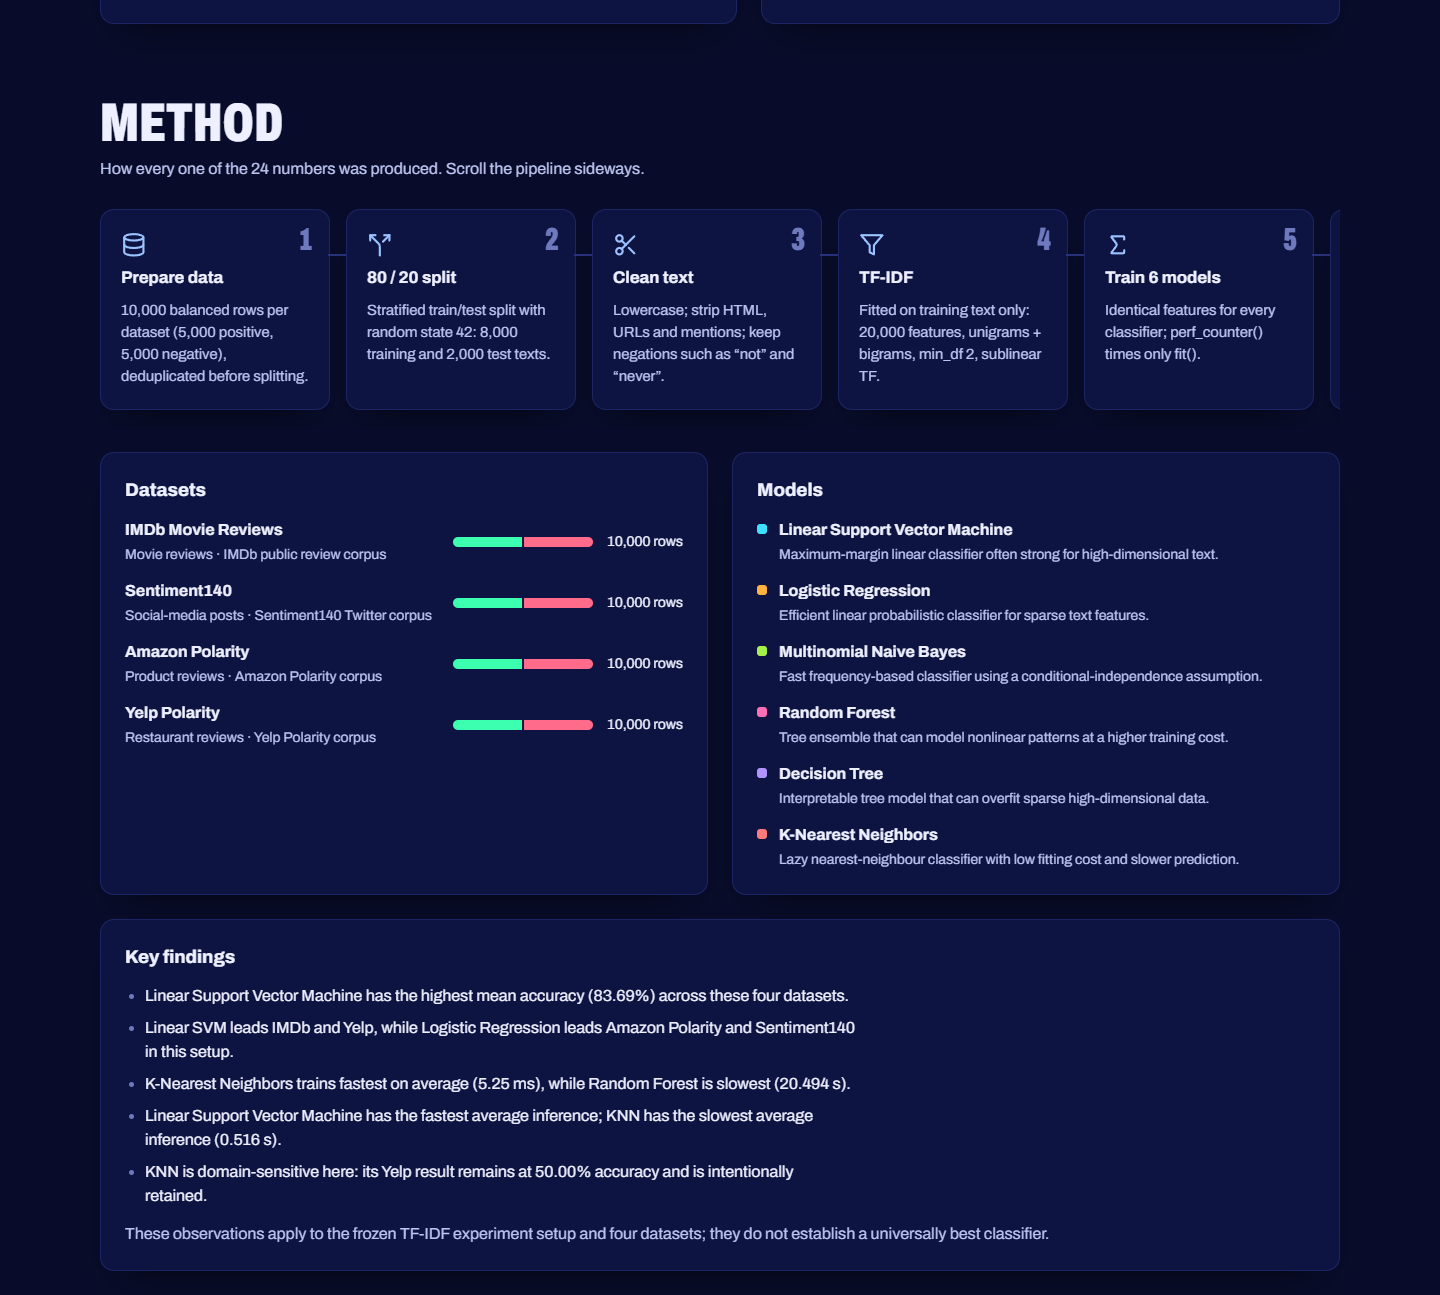 METHOD
How every one of the 24 numbers was produced. Scroll the pipeline sideways.
1
Prepare data
10,000 balanced rows per
dataset (5,000 positive,
5,000 negative),
deduplicated before splitting.
2
80 / 20 split
Stratified train/test split with
random state 42: 8,000
training and 2,000 test texts.
3
Clean text
Lowercase; strip HTML,
URLs and mentions; keep
negations such as “not” and
“never”.
4
TF-IDF
Fitted on training text only:
20,000 features, unigrams +
bigrams, min_df 2, sublinear
TF.
5
Train 6 models
Identical features for every
classifier; perf_counter()
times only fit().
Datasets
IMDb Movie Reviews
Movie reviews · IMDb public review corpus
10,000 rows
Sentiment140
Social-media posts · Sentiment140 Twitter corpus
10,000 rows
Amazon Polarity
Product reviews · Amazon Polarity corpus
10,000 rows
Yelp Polarity
Restaurant reviews · Yelp Polarity corpus
10,000 rows
Models
Linear Support Vector Machine
Maximum-margin linear classifier often strong for high-dimensional text.
Logistic Regression
Efficient linear probabilistic classifier for sparse text features.
Multinomial Naive Bayes
Fast frequency-based classifier using a conditional-independence assumption.
Random Forest
Tree ensemble that can model nonlinear patterns at a higher training cost.
Decision Tree
Interpretable tree model that can overfit sparse high-dimensional data.
K-Nearest Neighbors
Lazy nearest-neighbour classifier with low fitting cost and slower prediction.
Key findings
• Linear Support Vector Machine has the highest mean accuracy (83.69%) across these four datasets.
• Linear SVM leads IMDb and Yelp, while Logistic Regression leads Amazon Polarity and Sentiment140
in this setup.
• K-Nearest Neighbors trains fastest on average (5.25 ms), while Random Forest is slowest (20.494 s).
• Linear Support Vector Machine has the fastest average inference; KNN has the slowest average
inference (0.516 s).
• KNN is domain-sensitive here: its Yelp result remains at 50.00% accuracy and is intentionally
retained.
These observations apply to the frozen TF-IDF experiment setup and four datasets; they do not establish a universally best classifier.